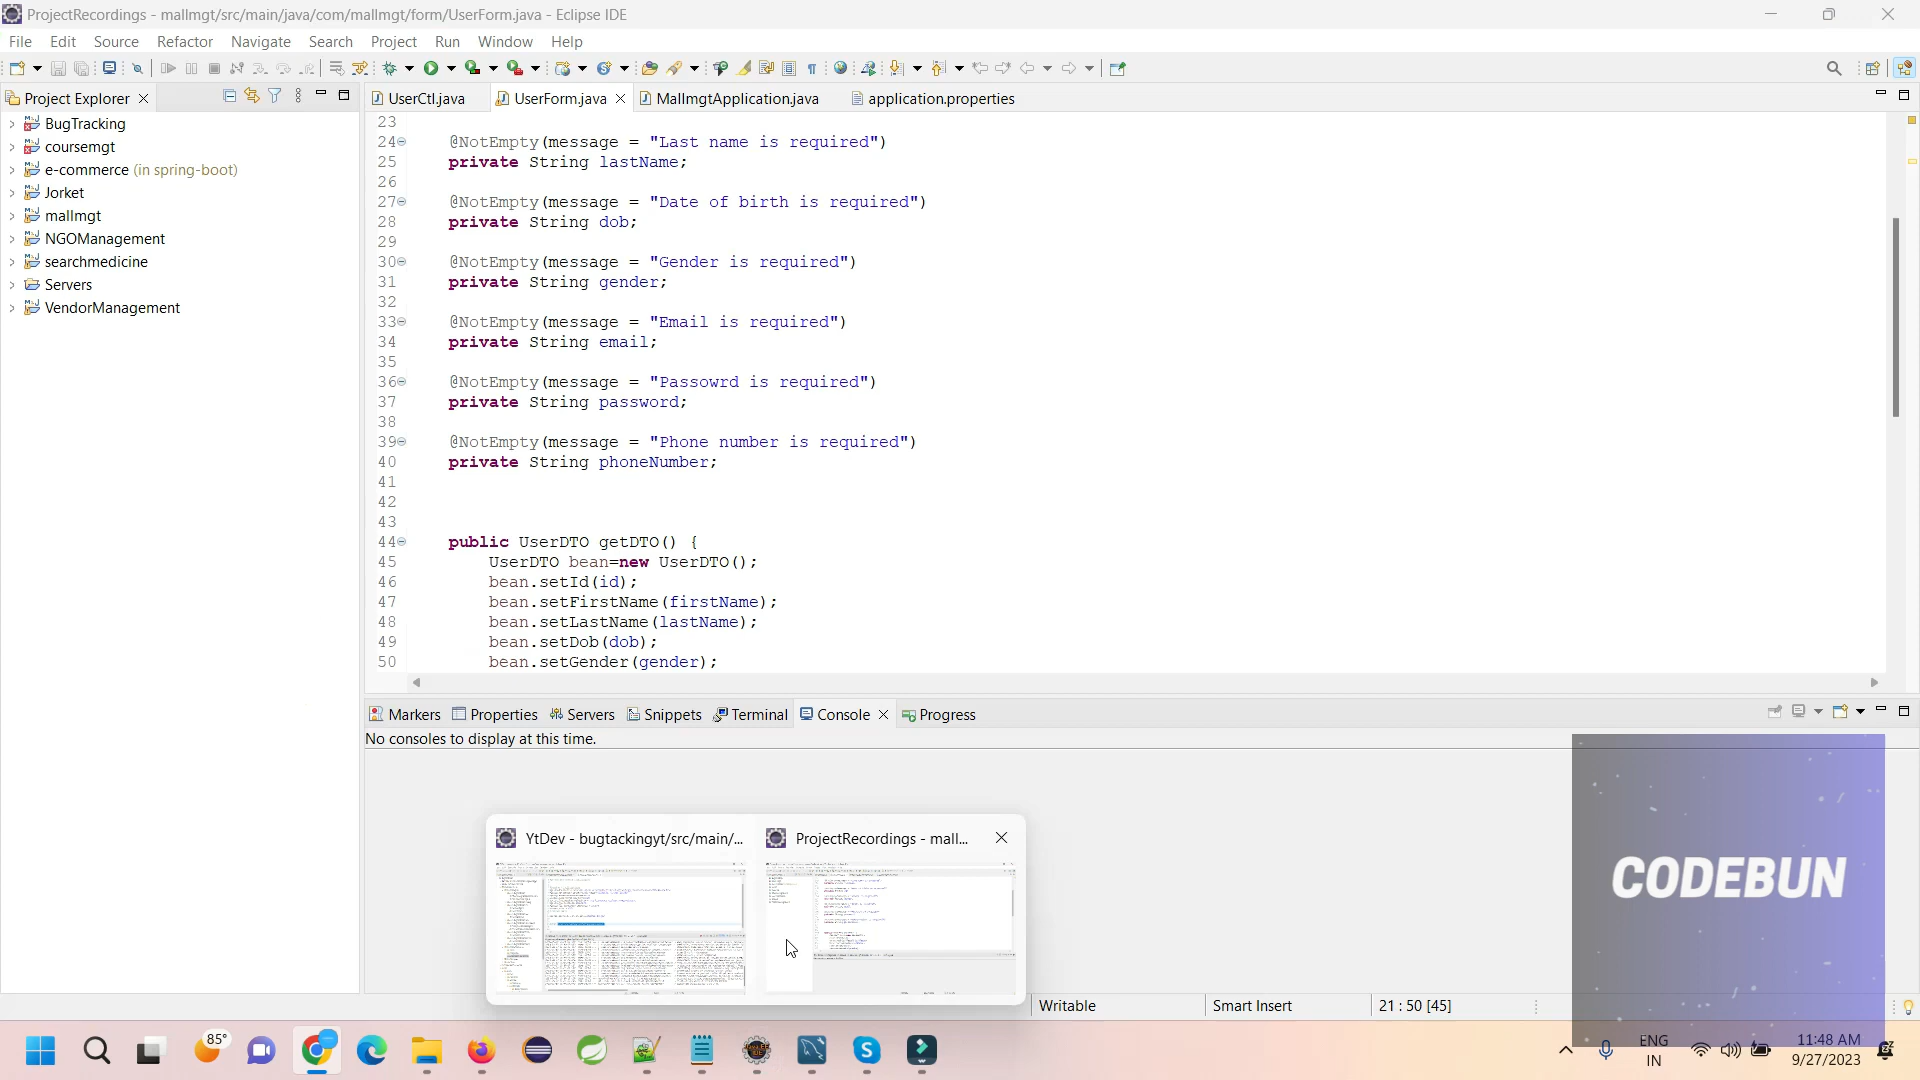 ProjectRecordings - mallmgt/src/main/java/com/mallmgt/form/UserForm.java - Eclipse IDE
File Edit Source Refactor Navigate Search Project Run Window Help
Project Explorer
UserCtl.java UserForm.java MallmgtApplication.java application.properties
BugTracking
coursemgt
e-commerce (in spring-boot)
Jorket
mallmgt
NGOManagement
searchmedicine
Servers
VendorManagement
23
24 @NotEmpty(message = "Last name is required")
25 private String lastName;
26
27 @NotEmpty(message = "Date of birth is required")
28 private String dob;
29
30 @NotEmpty(message = "Gender is required")
31 private String gender;
32
33 @NotEmpty(message = "Email is required")
34 private String email;
35
36 @NotEmpty(message = "Passowrd is required")
37 private String password;
38
39 @NotEmpty(message = "Phone number is required")
40 private String phoneNumber;
41
42
43
44 public UserDTO getDTO() {
45 UserDTO bean=new UserDTO();
46 bean.setId(id);
47 bean.setFirstName(firstName);
48 bean.setLastName(lastName);
49 bean.setDob(dob);
50 bean.setGender(gender);
Markers Properties Servers Snippets Terminal Console Progress
No consoles to display at this time.
YtDev - bugtackingyt/src/main/... ProjectRecordings - mall...
CODEBUN
Writable Smart Insert 21 : 50 [45]
85°
ENG
IN
11:48 AM
9/27/2023